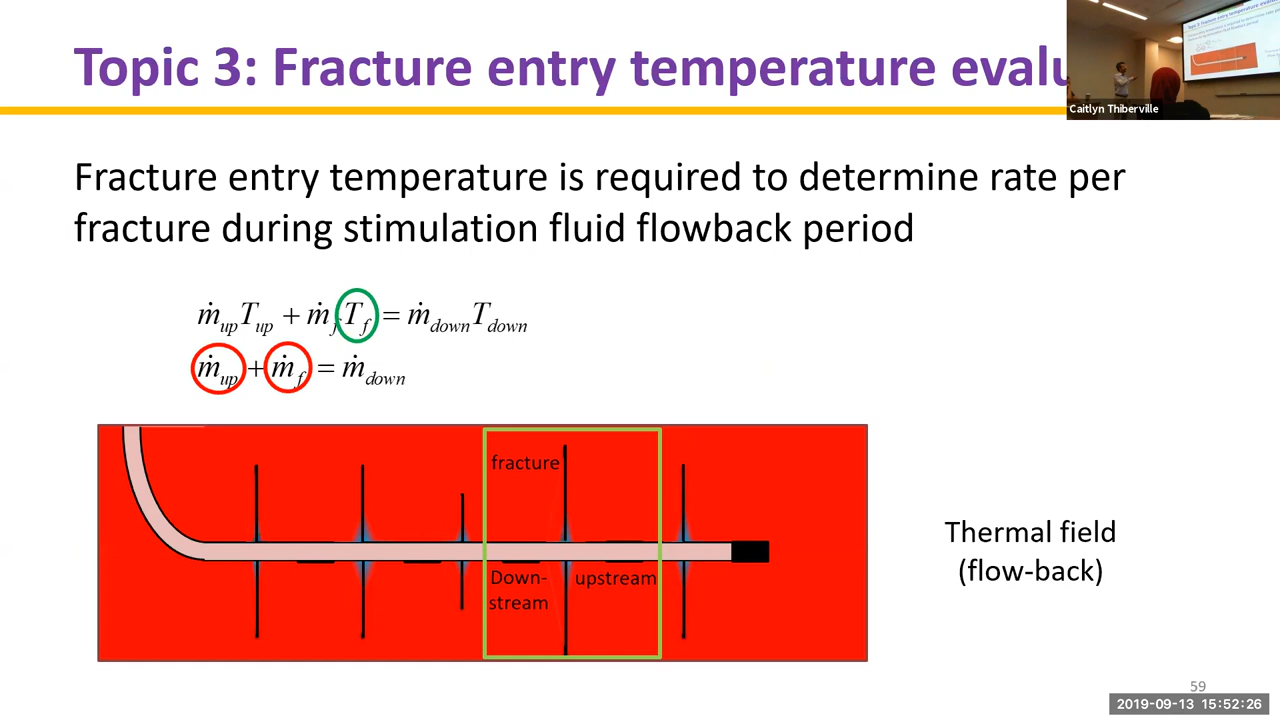 Topic 3: Fracture entry temperature evalu
Caitlyn Thiberville
Fracture entry temperature is required to determine rate per
fracture during stimulation fluid flowback period
ṁ_up T_up + ṁ_f T_f = ṁ_down T_down
ṁ_up + ṁ_f = ṁ_down
fracture
Down-
stream
upstream
Thermal field
(flow-back)
59
2019-09-13 15:52:26